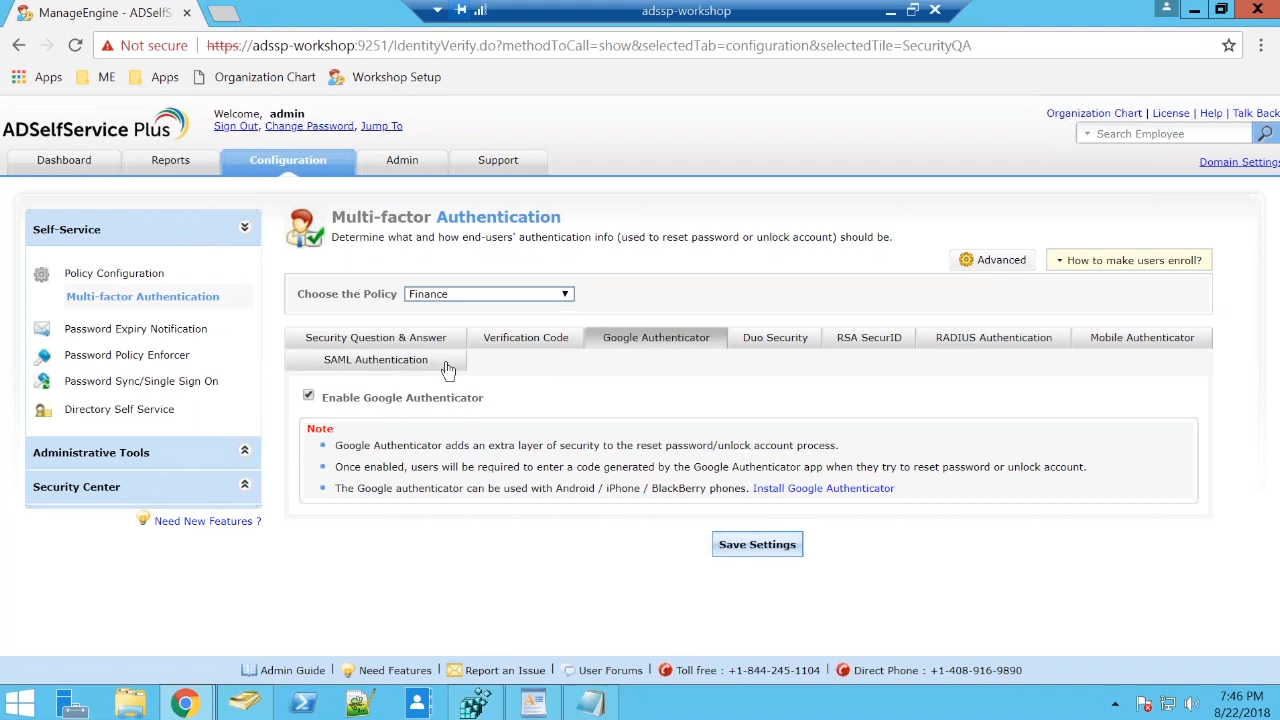 ManageEngine - ADSelfS
adssp-workshop
Not secure
https://adssp-workshop:9251/IdentityVerify.do?methodToCall=show&selectedTab=configuration&selectedTile=SecurityQA
Apps
ME
Apps
Organization Chart
Workshop Setup
ADSelfService Plus
Welcome, admin
Sign Out, Change Password, Jump To
Organization Chart | License | Help | Talk Back
Search Employee
Dashboard
Reports
Configuration
Admin
Support
Domain Settings
Self-Service
Policy Configuration
Multi-factor Authentication
Password Expiry Notification
Password Policy Enforcer
Password Sync/Single Sign On
Directory Self Service
Administrative Tools
Security Center
Need New Features ?
Multi-factor Authentication
Determine what and how end-users' authentication info (used to reset password or unlock account) should be.
Advanced
How to make users enroll?
Choose the Policy
Finance
Security Question & Answer
Verification Code
Google Authenticator
Duo Security
RSA SecurID
RADIUS Authentication
Mobile Authenticator
SAML Authentication
Enable Google Authenticator
Note
Google Authenticator adds an extra layer of security to the reset password/unlock account process.
Once enabled, users will be required to enter a code generated by the Google Authenticator app when they try to reset password or unlock account.
The Google authenticator can be used with Android / iPhone / BlackBerry phones. Install Google Authenticator
Save Settings
Admin Guide | Need Features | Report an Issue | User Forums | Toll free : +1-844-245-1104 | Direct Phone : +1-408-916-9890
7:46 PM
8/22/2018